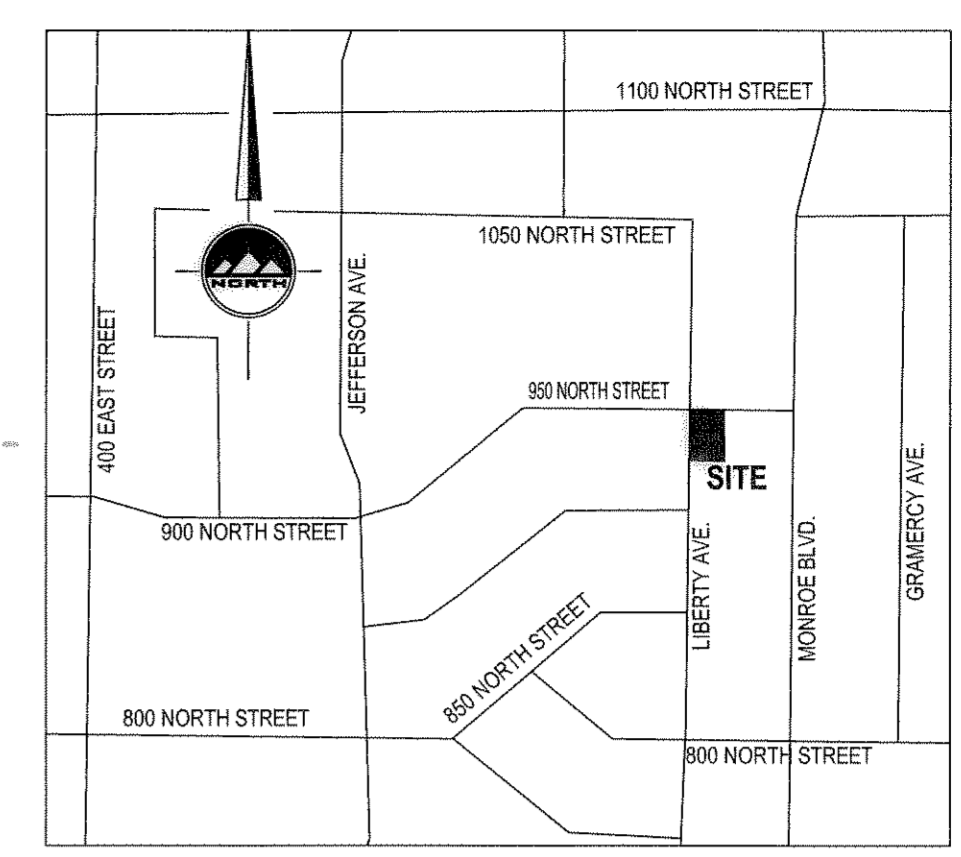 1100 NORTH STREET
1050 NORTH STREET
NORTH
JEFFERSON AVE.
400 EAST STREET
950 NORTH STREET
SITE
900 NORTH STREET
LIBERTY AVE.
MONROE BLVD.
GRAMERCY AVE.
850 NORTH STREET
800 NORTH STREET
800 NORTH STREET